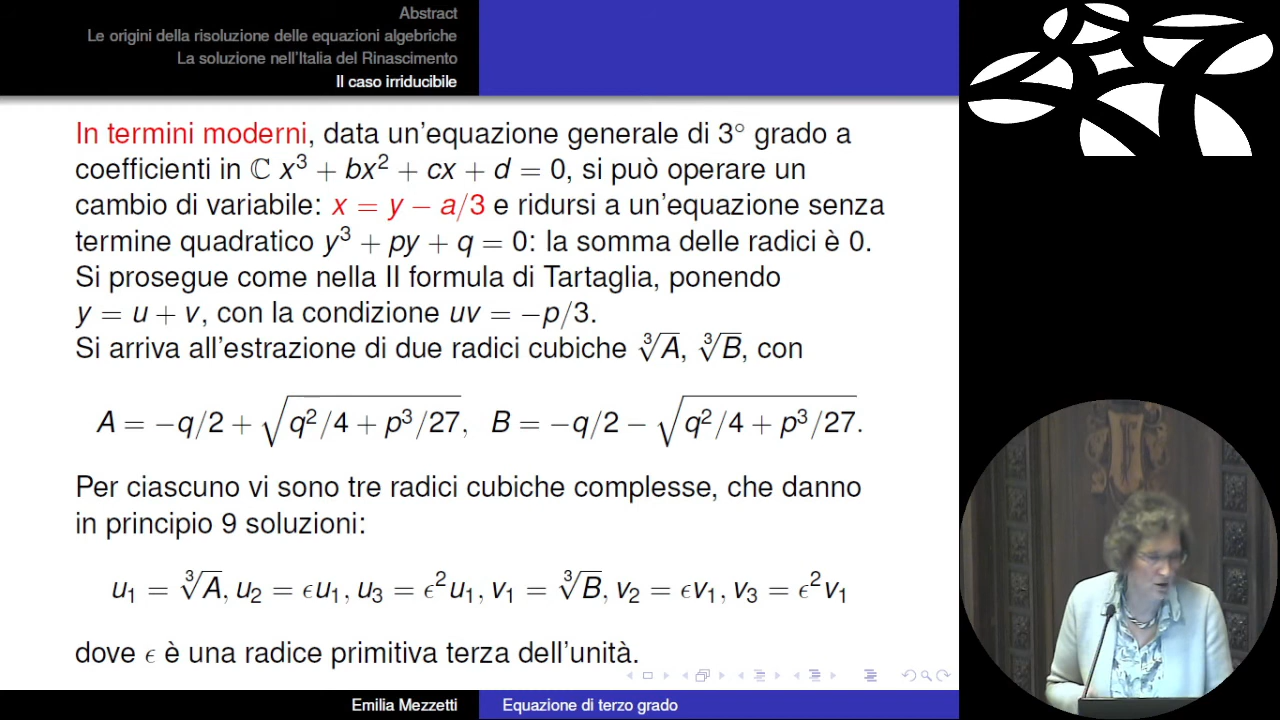 Abstract
Le origini della risoluzione delle equazioni algebriche
La soluzione nell'Italia del Rinascimento
Il caso irriducibile
In termini moderni, data un'equazione generale di 3° grado a
coefficienti in ℂ x³ + bx² + cx + d = 0, si può operare un
cambio di variabile: x = y − a/3 e ridursi a un'equazione senza
termine quadratico y³ + py + q = 0: la somma delle radici è 0.
Si prosegue come nella II formula di Tartaglia, ponendo
y = u + v, con la condizione uv = −p/3.
Si arriva all'estrazione di due radici cubiche ∛A, ∛B, con
A = −q/2 + √(q²/4 + p³/27), B = −q/2 − √(q²/4 + p³/27).
Per ciascuno vi sono tre radici cubiche complesse, che danno
in principio 9 soluzioni:
u₁ = ∛A, u₂ = ϵu₁, u₃ = ϵ²u₁, v₁ = ∛B, v₂ = ϵv₁, v₃ = ϵ²v₁
dove ϵ è una radice primitiva terza dell'unità.
Emilia Mezzetti Equazione di terzo grado